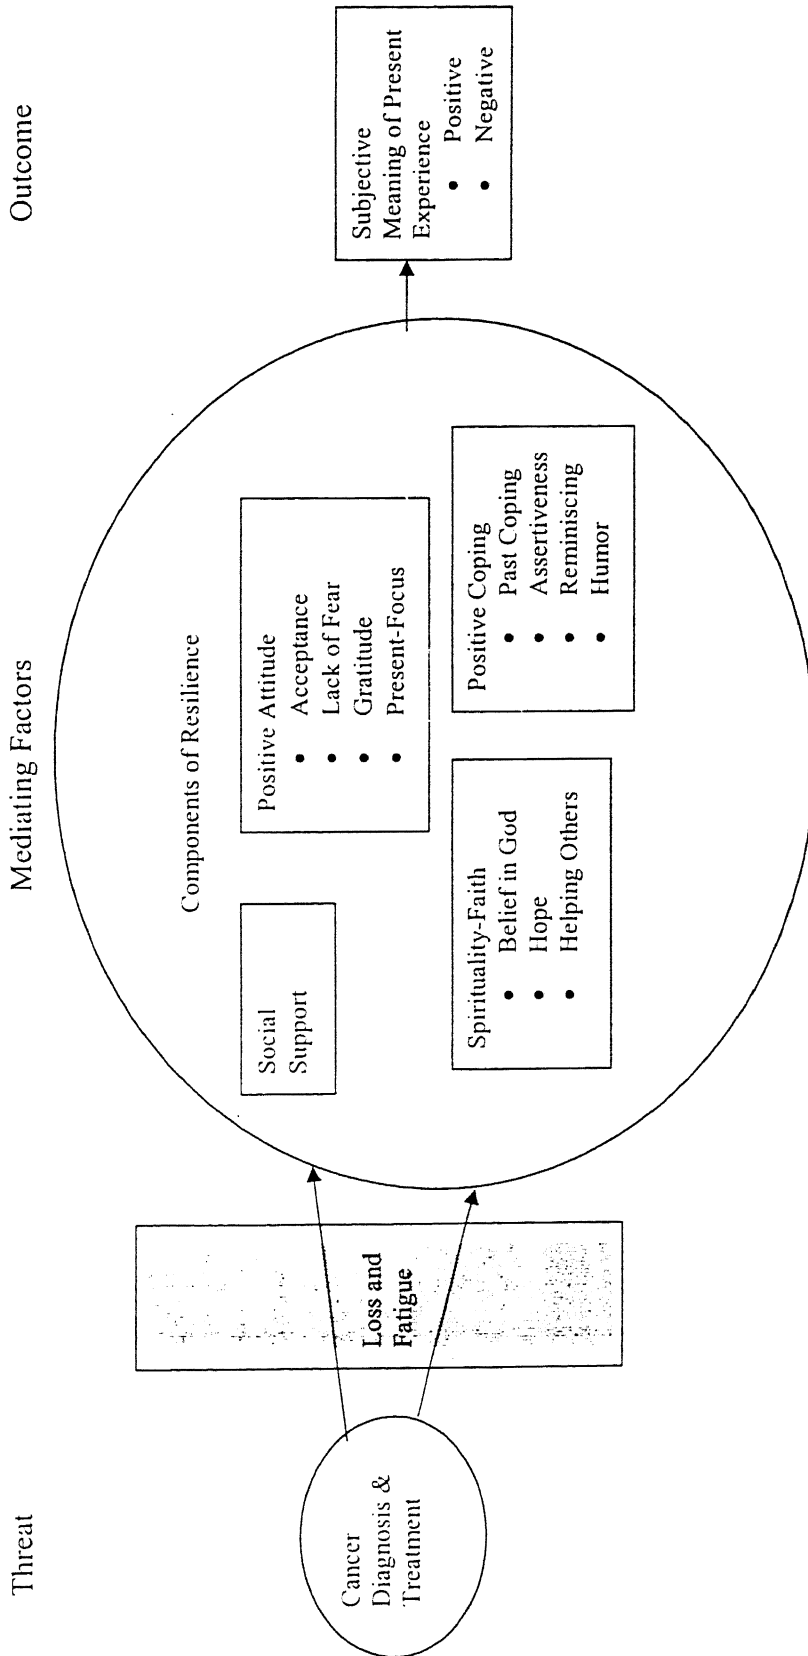 Threat
Mediating Factors
Outcome
Cancer
Diagnosis &
Treatment
Loss and
Fatigue
Components of Resilience
Social
Support
Positive Attitude
• Acceptance
• Lack of Fear
• Gratitude
• Present-Focus
Spirituality-Faith
• Belief in God
• Hope
• Helping Others
Positive Coping
• Past Coping
• Assertiveness
• Reminiscing
• Humor
Subjective
Meaning of Present
Experience
• Positive
• Negative